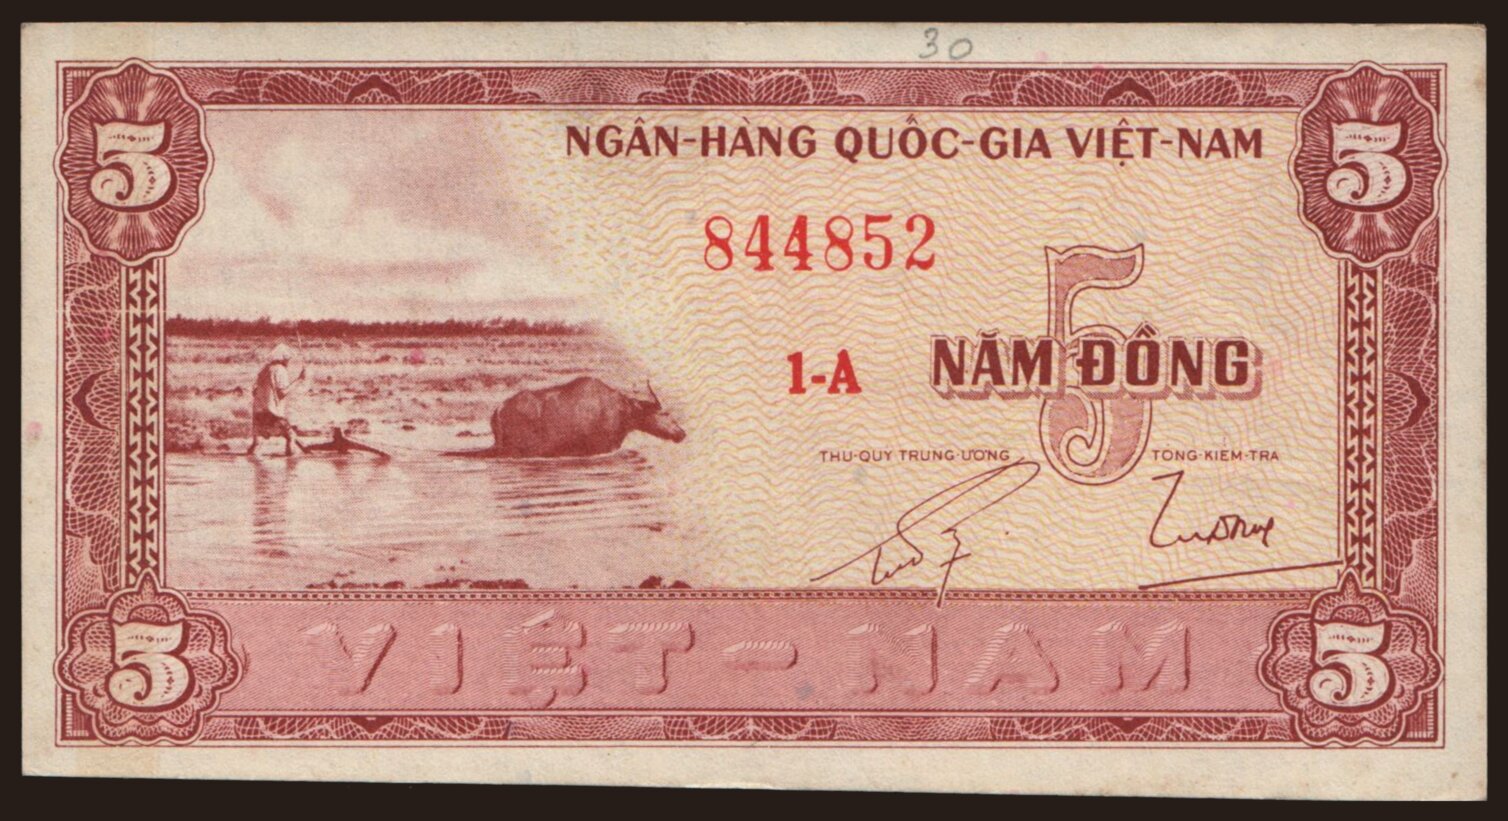 30
5 5
NGÂN-HÀNG QUỐC-GIA VIỆT-NAM
844852
5
1-A NĂM ĐỒNG
THU-QUY TRUNG-ƯƠNG TỔNG-KIỂM-TRA
5 VIỆT-NAM 5